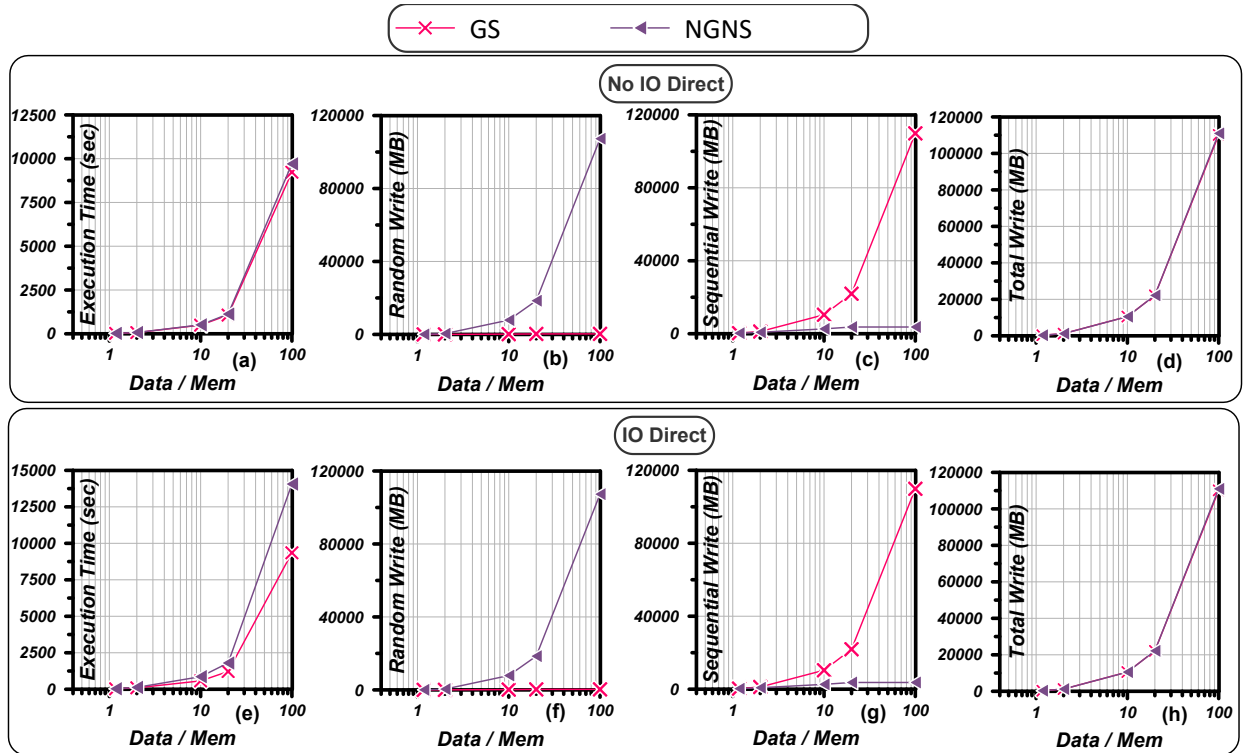 GS
NGNS
No IO Direct
12500
10000
7500
5000
2500
0
Execution Time (sec)
1 10 100
(a)
Data / Mem
120000
80000
40000
0
Random Write (MB)
1 10 100
(b)
Data / Mem
120000
80000
40000
0
Sequential Write (MB)
1 10 100
(c)
Data / Mem
120000
100000
80000
60000
40000
20000
0
Total Write (MB)
1 10 100
(d)
Data / Mem
IO Direct
15000
12500
10000
7500
5000
2500
0
Execution Time (sec)
1 10 100
(e)
Data / Mem
120000
80000
40000
0
Random Write (MB)
1 10 100
(f)
Data / Mem
120000
80000
40000
0
Sequential Write (MB)
1 10 100
(g)
Data / Mem
120000
100000
80000
60000
40000
20000
0
Total Write (MB)
1 10 100
(h)
Data / Mem